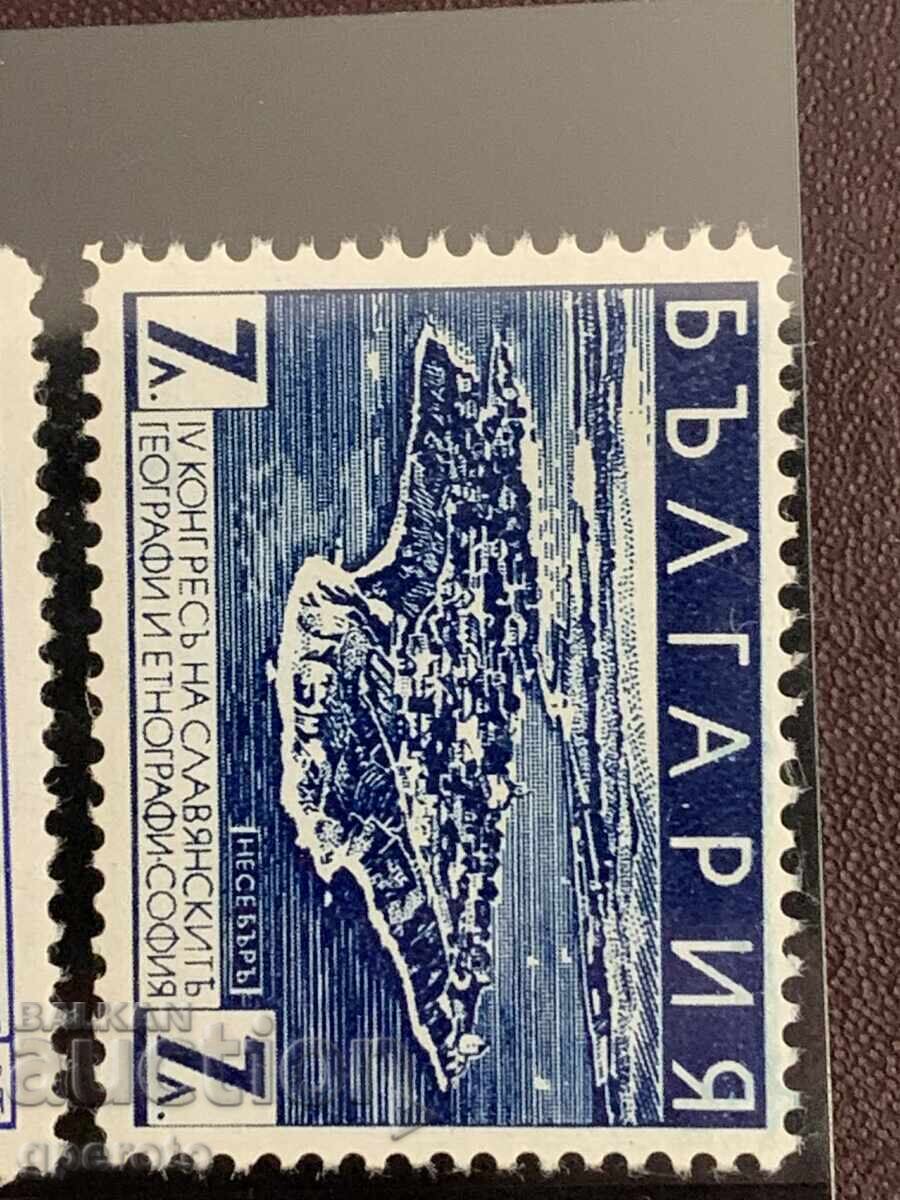 БЪЛГАРИЯ
НЕСЕБЪРЪ
7 л.
IV КОНГРЕСЪ НА СЛАВЯНСКИТѢ
ГЕОГРАФИ И ЕТНОГРАФИ·СОФИЯ
7 л.
BALKAN
auction
gperoto